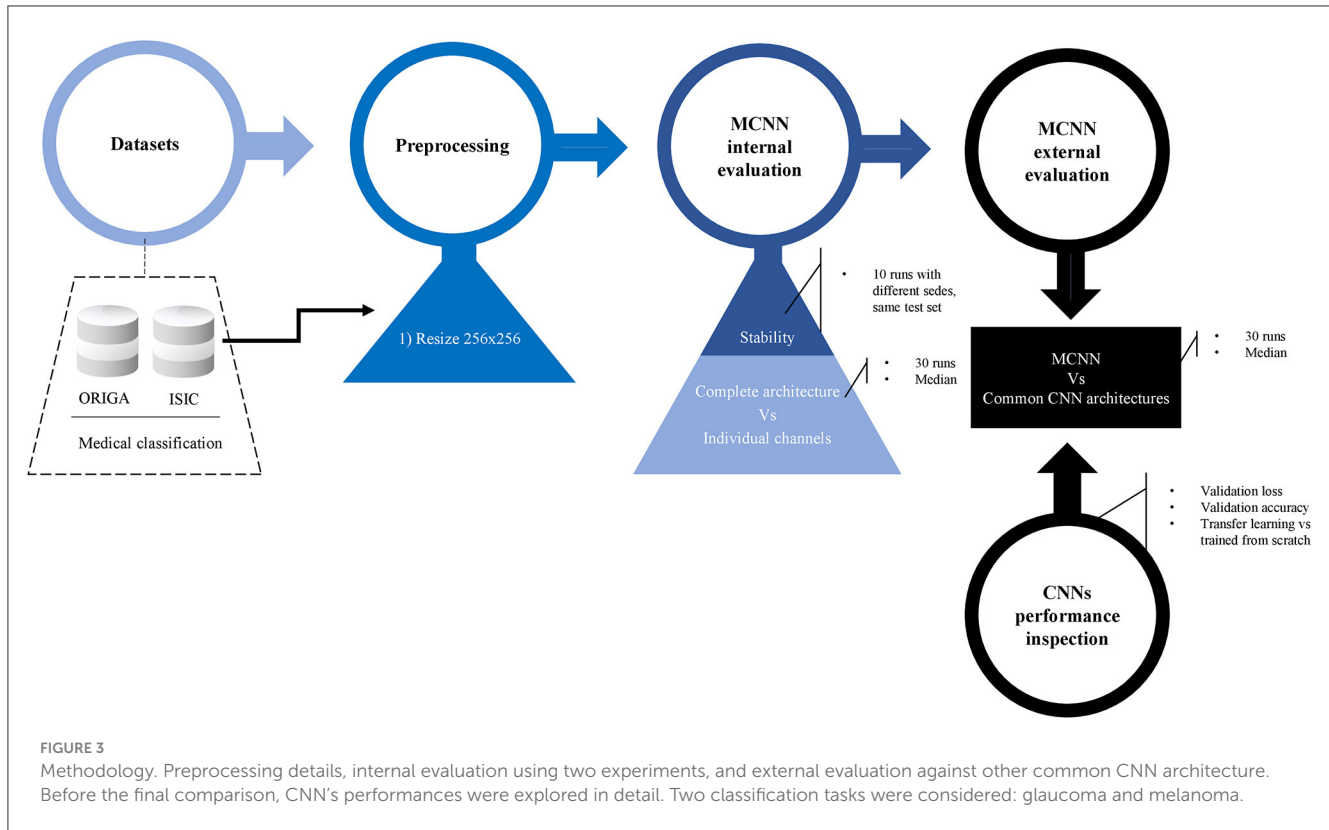 Datasets
Preprocessing
MCNN
internal
evaluation
MCNN
external
evaluation
ORIGA
ISIC
Medical classification
1) Resize 256x256
Stability
• 10 runs with
different sedes,
same test set
Complete architecture
Vs
Individual channels
• 30 runs
• Median
MCNN
Vs
Common CNN architectures
• 30 runs
• Median
• Validation loss
• Validation accuracy
• Transfer learning vs
trained from scratch
CNNs
performance
inspection
FIGURE 3
Methodology. Preprocessing details, internal evaluation using two experiments, and external evaluation against other common CNN architecture.
Before the final comparison, CNN's performances were explored in detail. Two classification tasks were considered: glaucoma and melanoma.